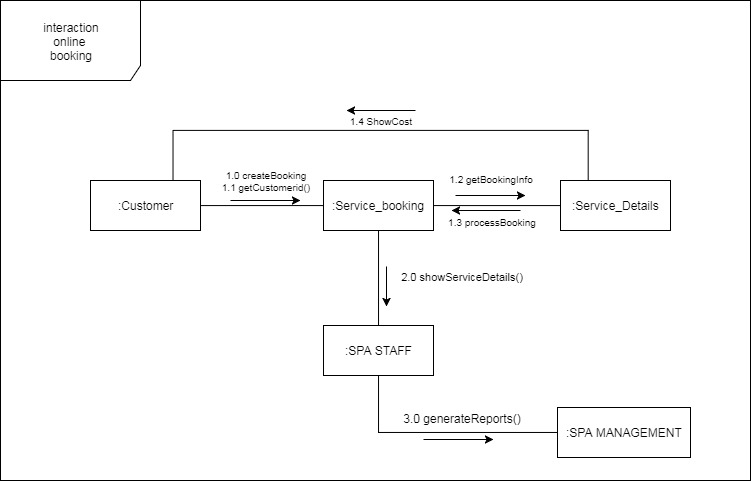 interaction
online
booking
1.4 ShowCost
1.0 createBooking
1.1 getCustomerid()
1.2 getBookingInfo
:Customer
:Service_booking
:Service_Details
1.3 processBooking
2.0 showServiceDetails()
:SPA STAFF
3.0 generateReports()
:SPA MANAGEMENT